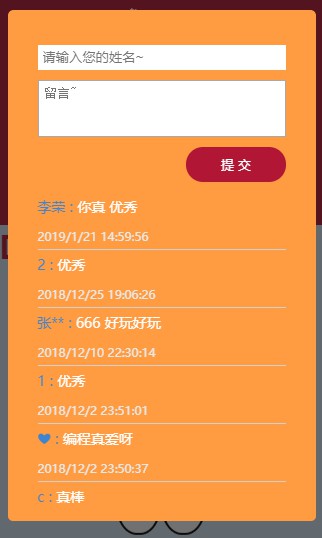 请输入您的姓名~
留言~
提 交
李荣 : 你真 优秀
2019/1/21 14:59:56
2 : 优秀
2018/12/25 19:06:26
张** : 666 好玩好玩
2018/12/10 22:30:14
1 : 优秀
2018/12/2 23:51:01
♥ : 编程真爱呀
2018/12/2 23:50:37
c : 真棒